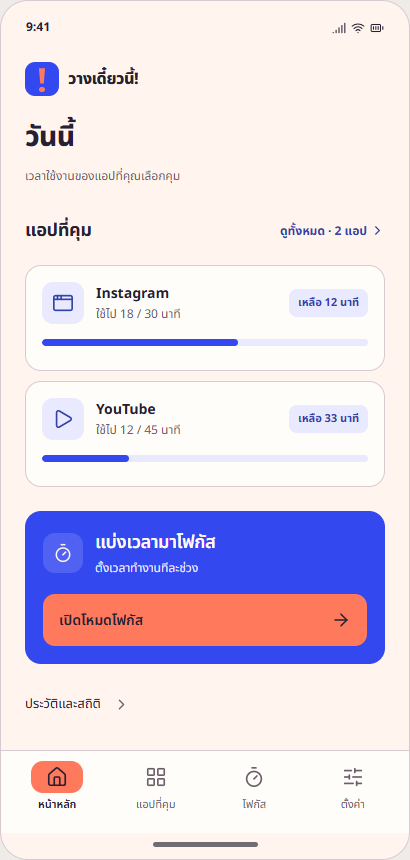 9:41
! วางเดี๋ยวนี้!
วันนี้
เวลาใช้งานของแอปที่คุณเลือกคุม
แอปที่คุม
ดูทั้งหมด · 2 แอป
Instagram
ใช้ไป 18 / 30 นาที
เหลือ 12 นาที
YouTube
ใช้ไป 12 / 45 นาที
เหลือ 33 นาที
แบ่งเวลามาโฟกัส
ตั้งเวลาทำงานทีละช่วง
เปิดโหมดโฟกัส
ประวัติและสถิติ
หน้าหลัก
แอปที่คุม
โฟกัส
ตั้งค่า